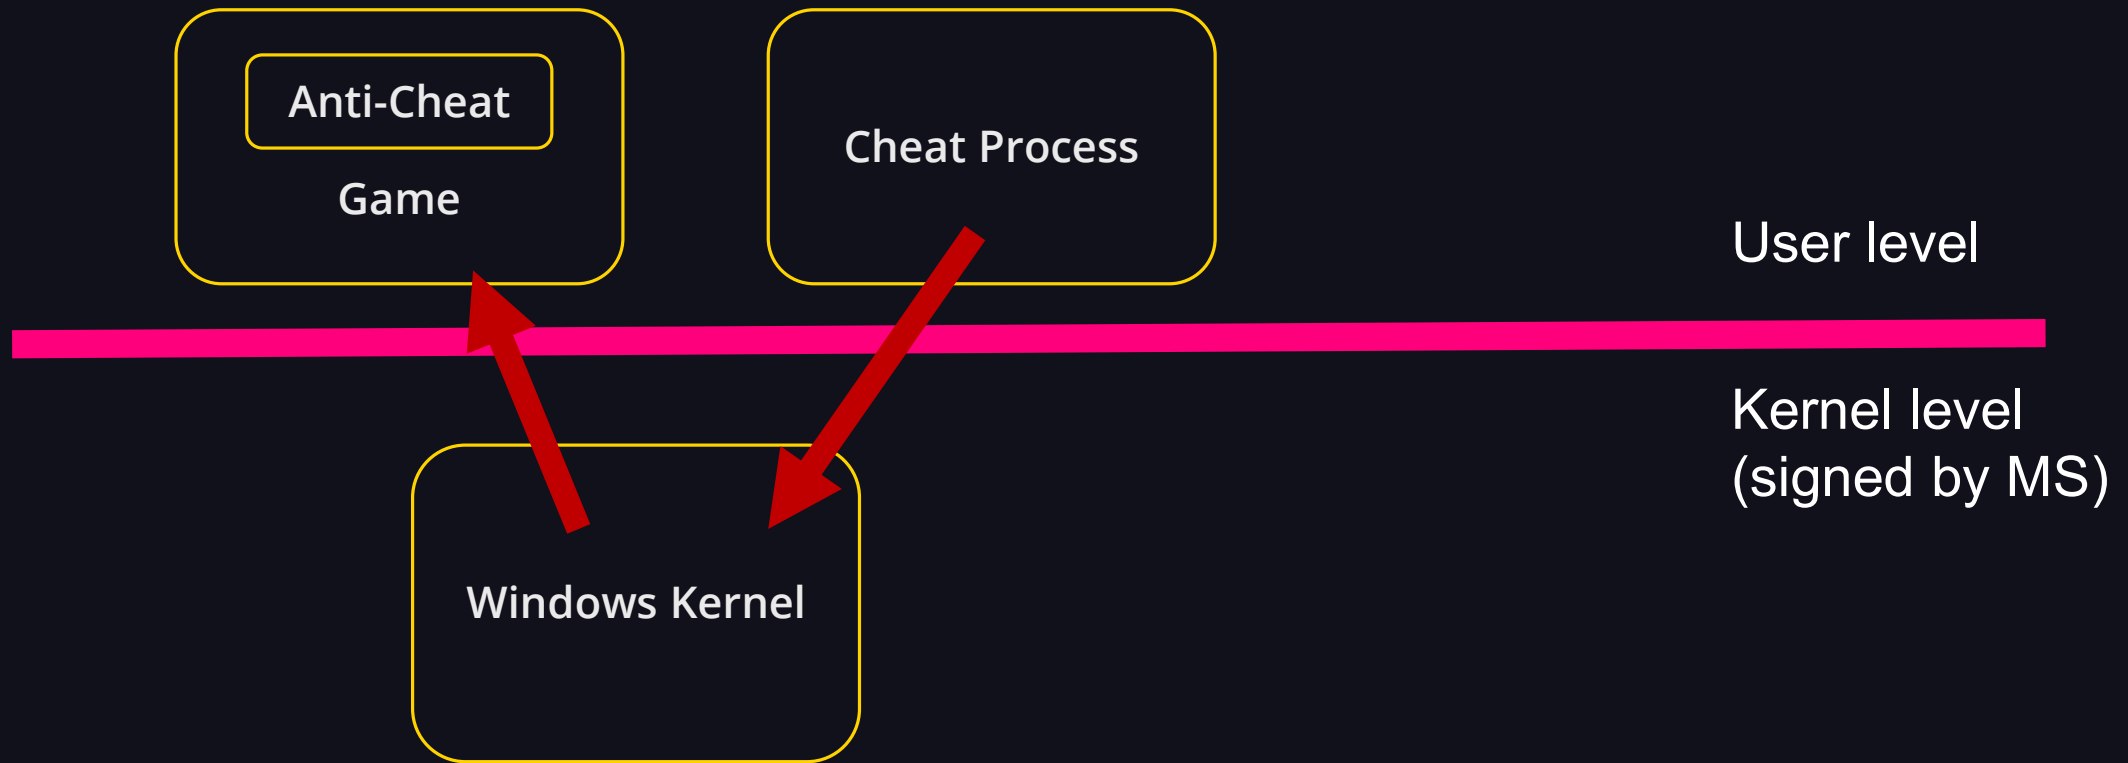 Anti-Cheat
Game
Cheat Process
User level
Kernel level
(signed by MS)
Windows Kernel